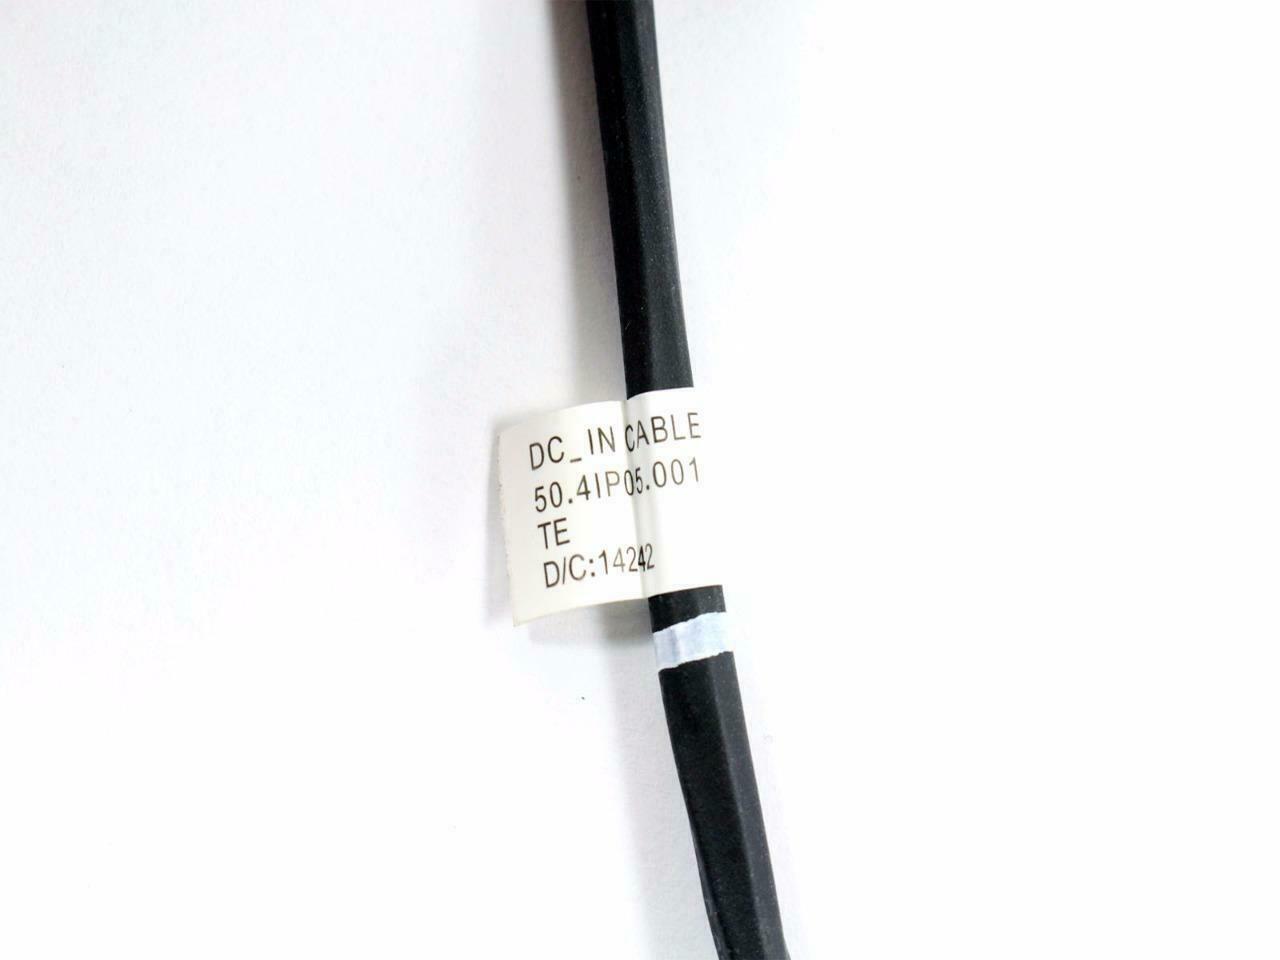 DC_IN CABLE
50.4IP05.001
TE
D/C:14242